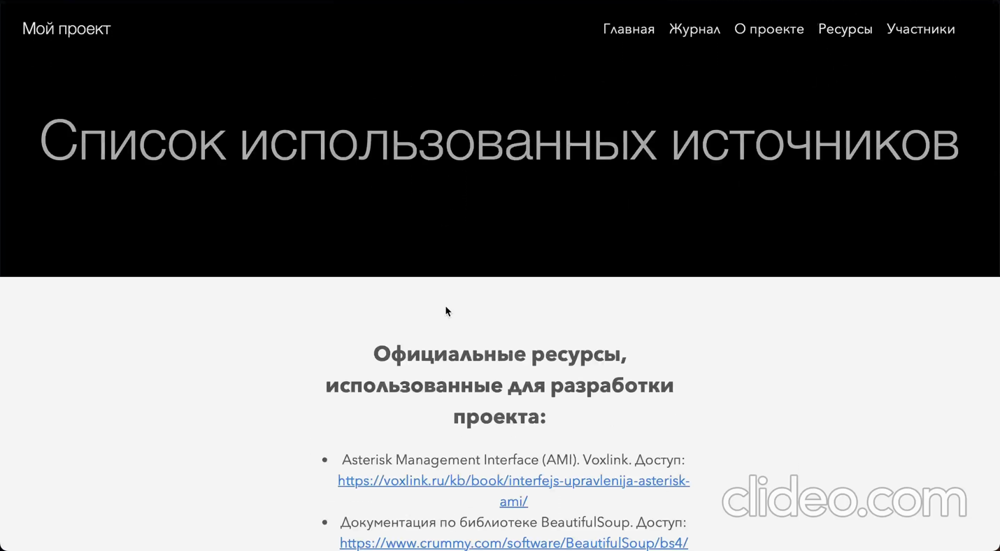 Мой проект
Главная Журнал О проекте Ресурсы Участники
Список использованных источников
Официальные ресурсы,
использованные для разработки
проекта:
• Asterisk Management Interface (AMI). Voxlink. Доступ:
https://voxlink.ru/kb/book/interfejs-upravlenija-asterisk-
ami/
• Документация по библиотеке BeautifulSoup. Доступ:
https://www.crummy.com/software/BeautifulSoup/bs4/
clideo.com